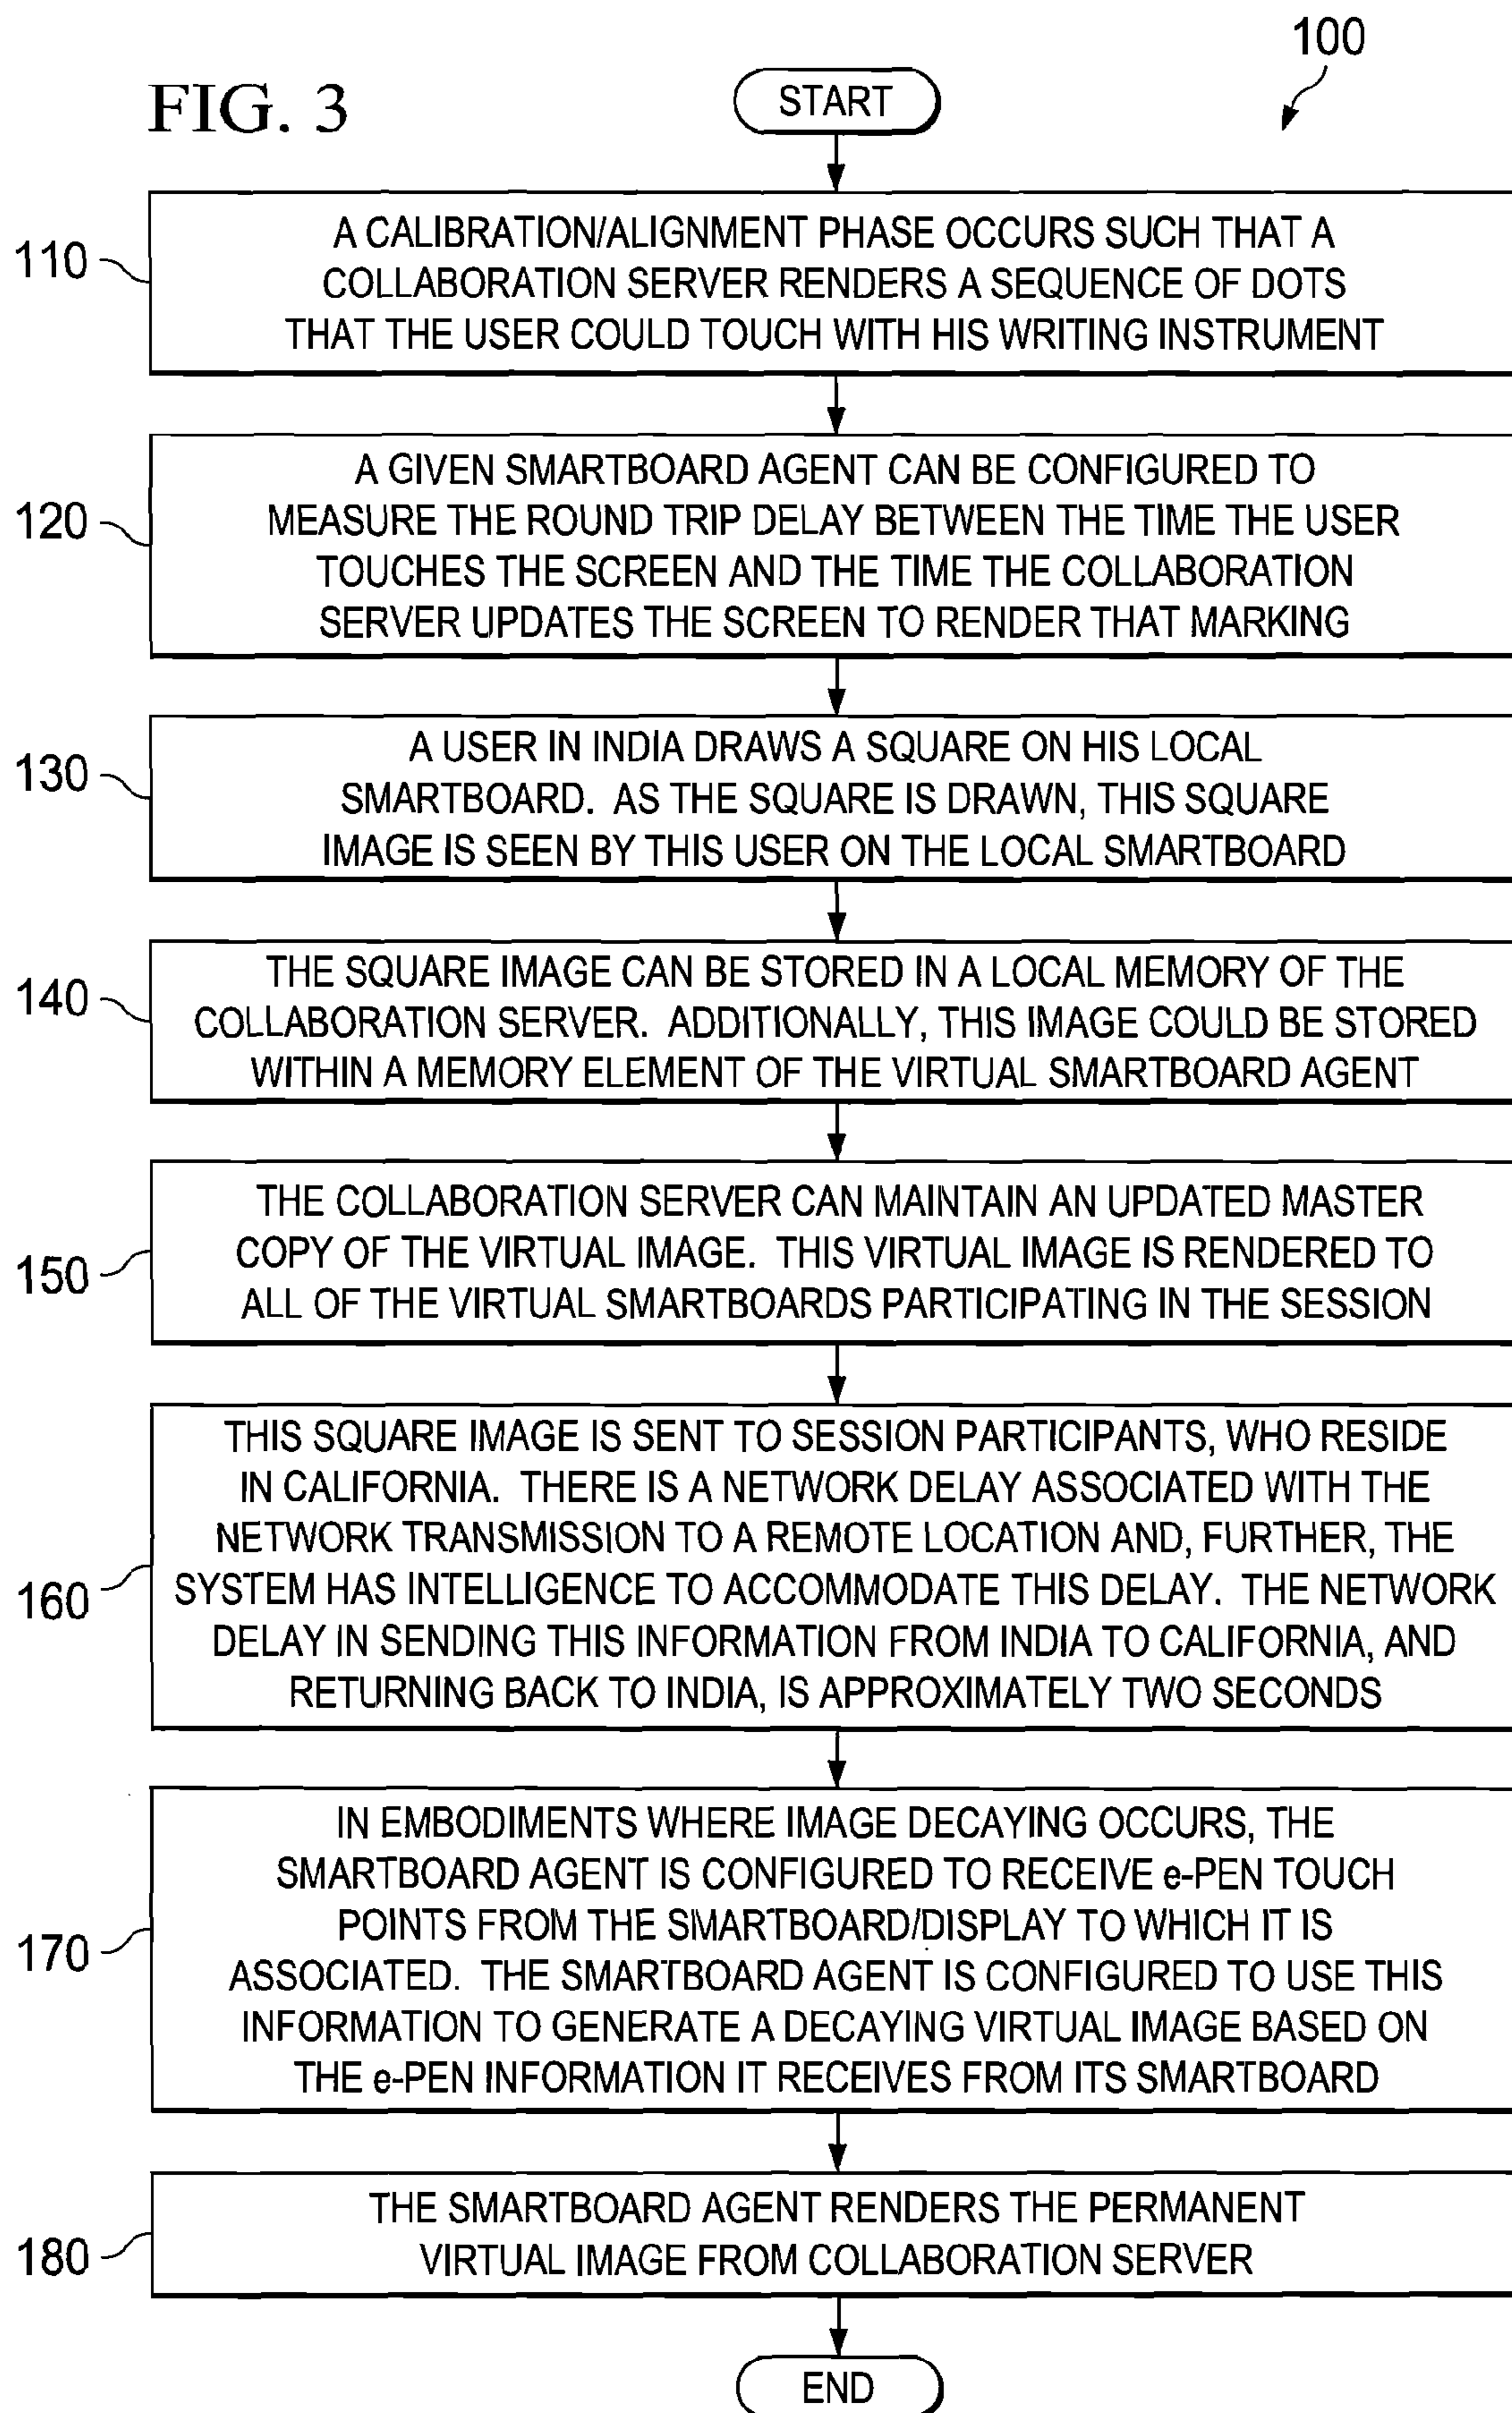 100
FIG. 3
START
110
A CALIBRATION/ALIGNMENT PHASE OCCURS SUCH THAT A
COLLABORATION SERVER RENDERS A SEQUENCE OF DOTS
THAT THE USER COULD TOUCH WITH HIS WRITING INSTRUMENT
120
A GIVEN SMARTBOARD AGENT CAN BE CONFIGURED TO
MEASURE THE ROUND TRIP DELAY BETWEEN THE TIME THE USER
TOUCHES THE SCREEN AND THE TIME THE COLLABORATION
SERVER UPDATES THE SCREEN TO RENDER THAT MARKING
130
A USER IN INDIA DRAWS A SQUARE ON HIS LOCAL
SMARTBOARD. AS THE SQUARE IS DRAWN, THIS SQUARE
IMAGE IS SEEN BY THIS USER ON THE LOCAL SMARTBOARD
140
THE SQUARE IMAGE CAN BE STORED IN A LOCAL MEMORY OF THE
COLLABORATION SERVER. ADDITIONALLY, THIS IMAGE COULD BE STORED
WITHIN A MEMORY ELEMENT OF THE VIRTUAL SMARTBOARD AGENT
150
THE COLLABORATION SERVER CAN MAINTAIN AN UPDATED MASTER
COPY OF THE VIRTUAL IMAGE. THIS VIRTUAL IMAGE IS RENDERED TO
ALL OF THE VIRTUAL SMARTBOARDS PARTICIPATING IN THE SESSION
160
THIS SQUARE IMAGE IS SENT TO SESSION PARTICIPANTS, WHO RESIDE
IN CALIFORNIA. THERE IS A NETWORK DELAY ASSOCIATED WITH THE
NETWORK TRANSMISSION TO A REMOTE LOCATION AND, FURTHER, THE
SYSTEM HAS INTELLIGENCE TO ACCOMMODATE THIS DELAY. THE NETWORK
DELAY IN SENDING THIS INFORMATION FROM INDIA TO CALIFORNIA, AND
RETURNING BACK TO INDIA, IS APPROXIMATELY TWO SECONDS
170
IN EMBODIMENTS WHERE IMAGE DECAYING OCCURS, THE
SMARTBOARD AGENT IS CONFIGURED TO RECEIVE e-PEN TOUCH
POINTS FROM THE SMARTBOARD/DISPLAY TO WHICH IT IS
ASSOCIATED. THE SMARTBOARD AGENT IS CONFIGURED TO USE THIS
INFORMATION TO GENERATE A DECAYING VIRTUAL IMAGE BASED ON
THE e-PEN INFORMATION IT RECEIVES FROM ITS SMARTBOARD
180
THE SMARTBOARD AGENT RENDERS THE PERMANENT
VIRTUAL IMAGE FROM COLLABORATION SERVER
END